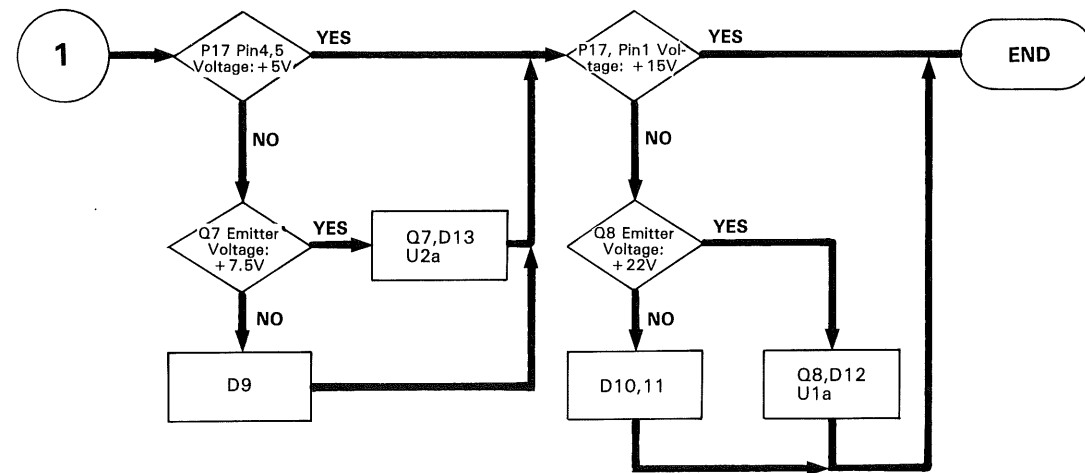 1
P17 Pin4,5
Voltage: +5V
YES
P17, Pin1 Vol-
tage: +15V
YES
END
NO
NO
Q7 Emitter
Voltage:
+7.5V
YES
Q7,D13
U2a
Q8 Emitter
Voltage:
+22V
YES
NO
NO
D9
D10,11
Q8,D12
U1a